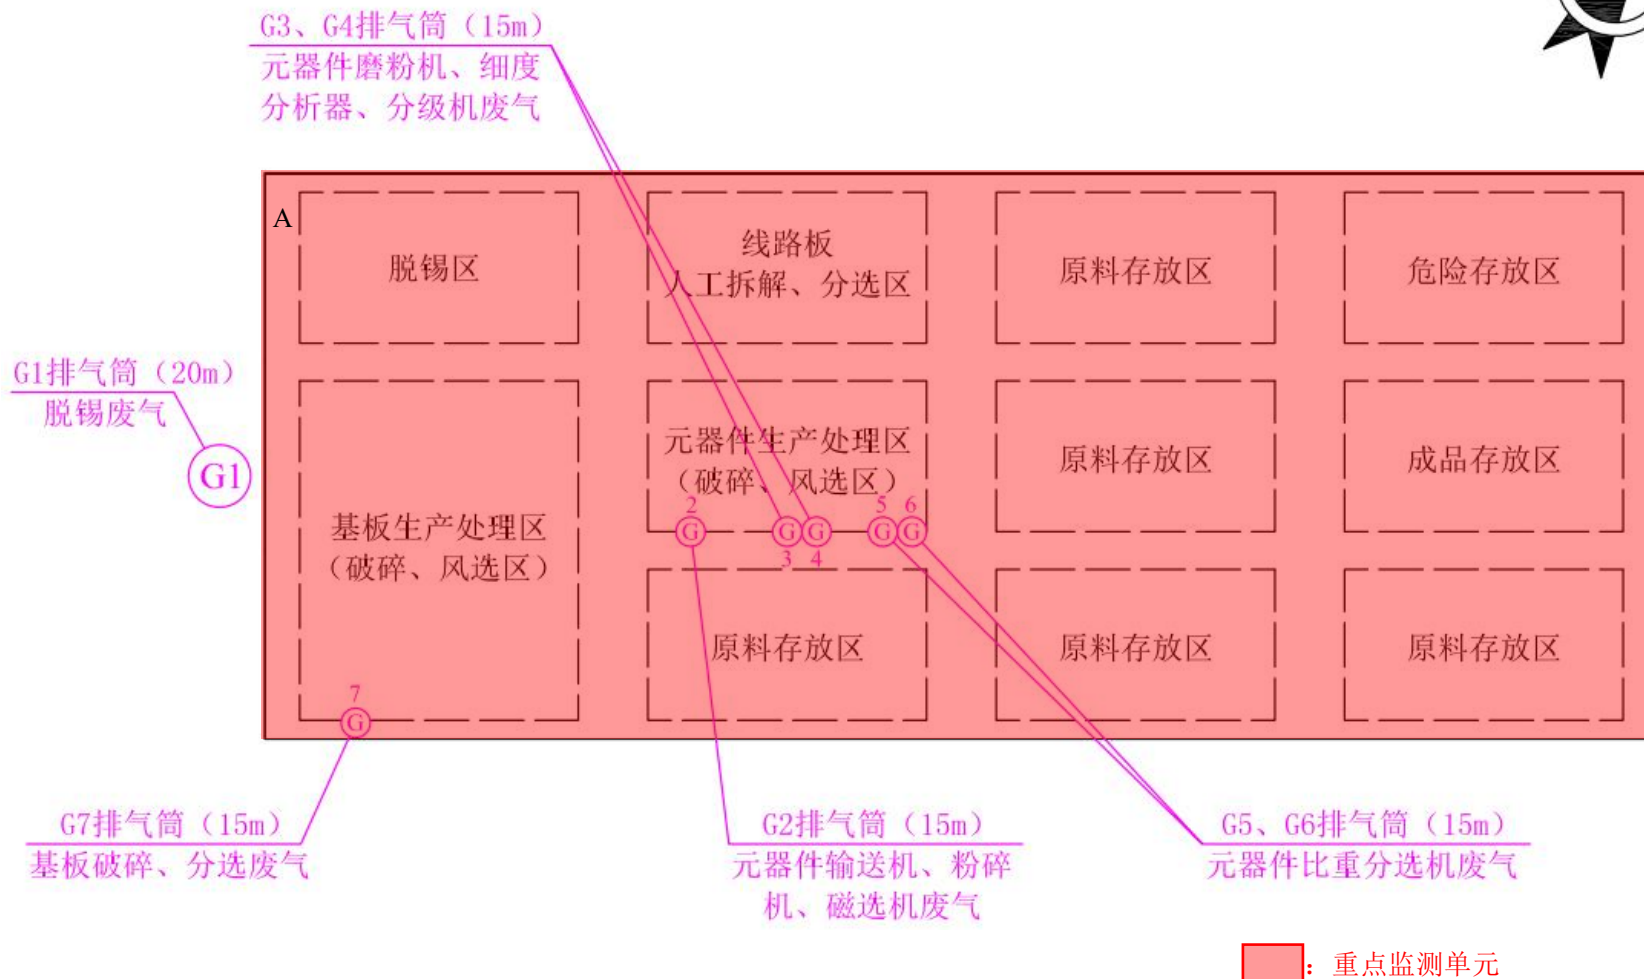 G3、G4排气筒（15m）
元器件磨粉机、细度
分析器、分级机废气
A
脱锡区
线路板
人工拆解、分选区
原料存放区
危险存放区
G1排气筒（20m）
脱锡废气
G1
元器件生产处理区
（破碎、风选区）
原料存放区
成品存放区
2
G
G
3
G
4
5
G
6
G
基板生产处理区
（破碎、风选区）
原料存放区
原料存放区
原料存放区
7
G
G7排气筒（15m）
基板破碎、分选废气
G2排气筒（15m）
元器件输送机、粉碎
机、磁选机废气
G5、G6排气筒（15m）
元器件比重分选机废气
：重点监测单元